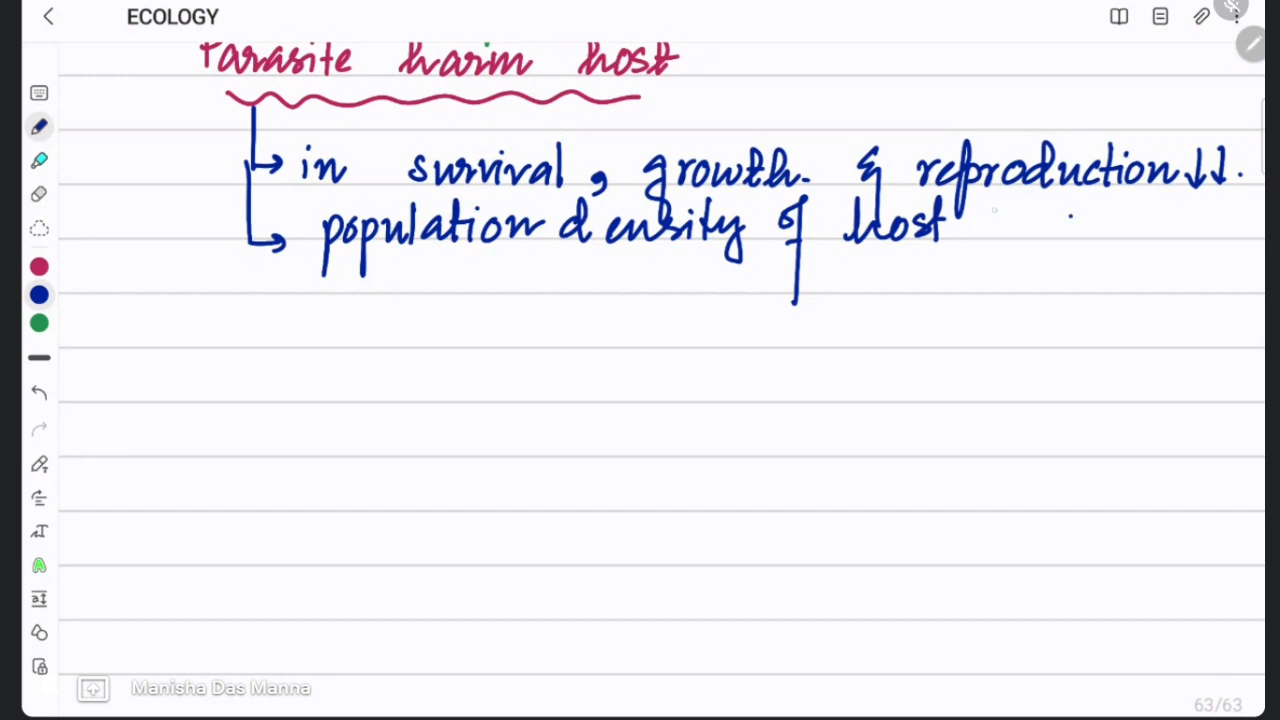 ECOLOGY
Parasite harm host
→ in survival, growth. & reproduction↓↓.
→ population density of host
Manisha Das Manna
63/63